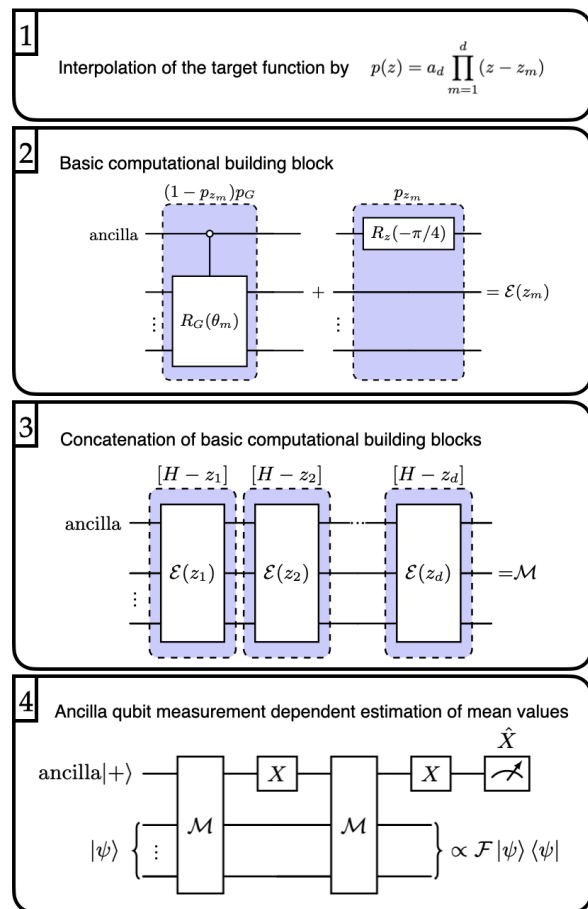 1
Interpolation of the target function by p(z) = a_d ∏_{m=1}^{d} (z − z_m)
2
Basic computational building block
(1 − p_{z_m})p_G p_{z_m}
ancilla R_z(−π/4)
+ = ℰ(z_m)
⋮ R_G(θ_m) ⋮
3
Concatenation of basic computational building blocks
[H − z_1] [H − z_2] [H − z_d]
ancilla ...
ℰ(z_1) ℰ(z_2) ℰ(z_d) = ℳ
⋮
4
Ancilla qubit measurement dependent estimation of mean values
X̂
ancilla|+⟩ X X
|ψ⟩ { ⋮ ℳ ℳ } ∝ ℱ |ψ⟩ ⟨ψ|